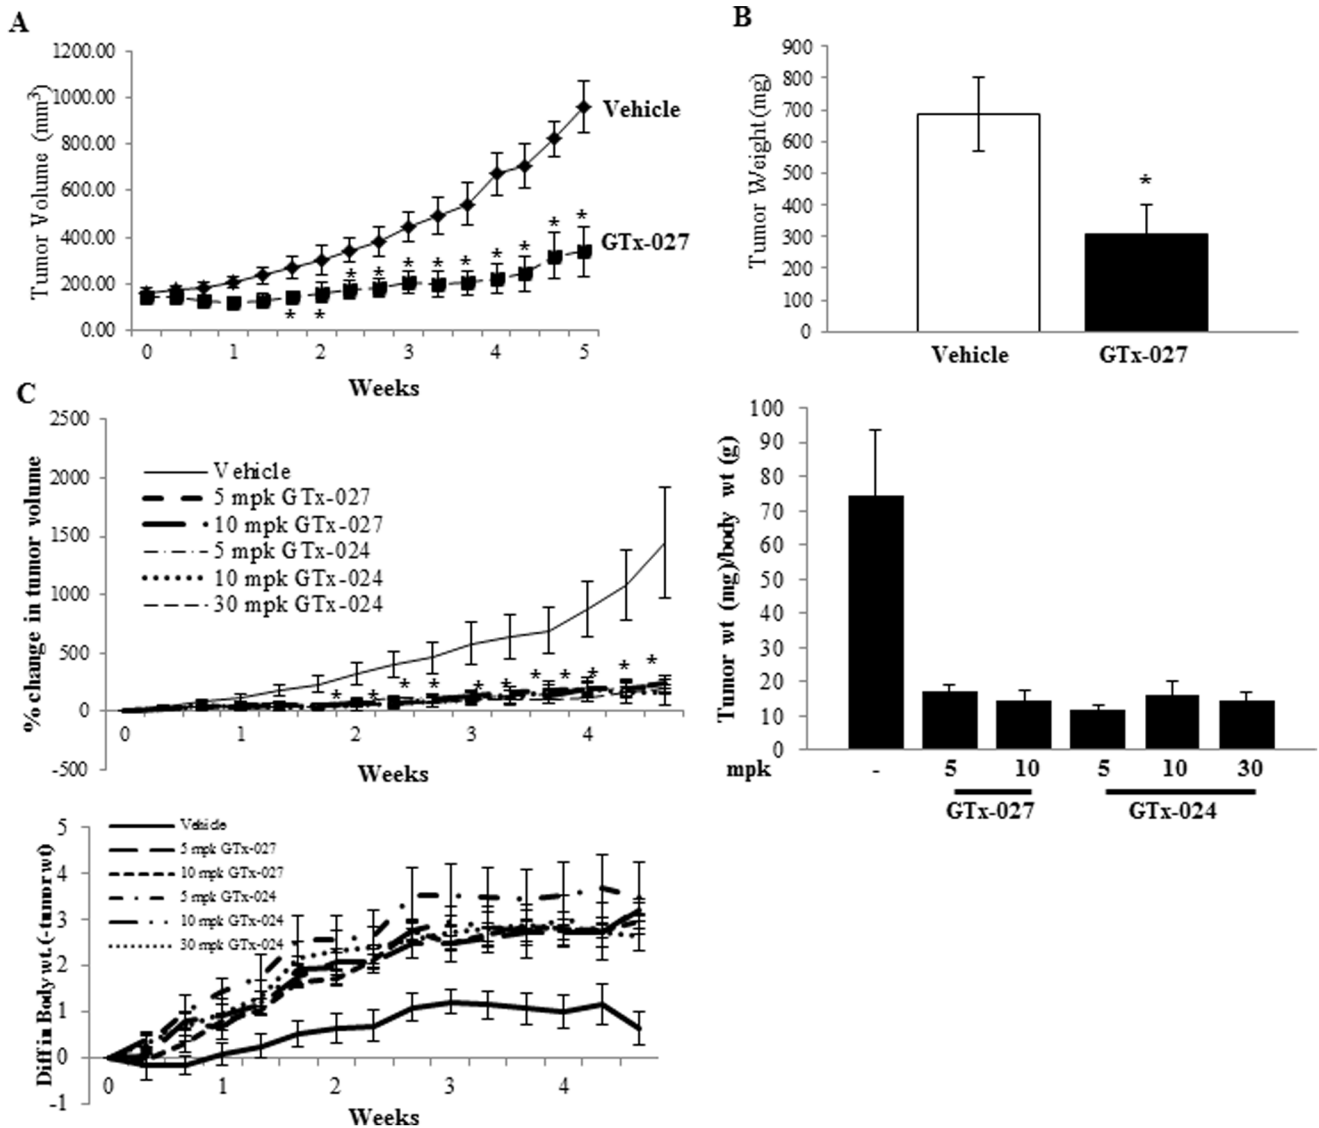 A
1200.00
1000.00
800.00
600.00
400.00
200.00
0.00
Tumor Volume (mm³)
Vehicle
GTx-027
* * * * * * * * * * *
0 1 2 3 4 5
Weeks
B
900
800
700
600
500
400
300
200
100
0
Tumor Weight (mg)
*
Vehicle GTx-027
C
2500
2000
1500
1000
500
0
-500
% change in tumor volume
Vehicle
5 mpk GTx-027
10 mpk GTx-027
5 mpk GTx-024
10 mpk GTx-024
30 mpk GTx-024
* * * * * * * * * * *
0 1 2 3 4
Weeks
100
90
80
70
60
50
40
30
20
10
0
Tumor wt (mg)/body wt (g)
mpk - 5 10 5 10 30
GTx-027 GTx-024
5
4
3
2
1
0
-1
Diff in Body wt.(-tumor wt)
Vehicle
5 mpk GTx-027
10 mpk GTx-027
5 mpk GTx-024
10 mpk GTx-024
30 mpk GTx-024
0 1 2 3 4
Weeks